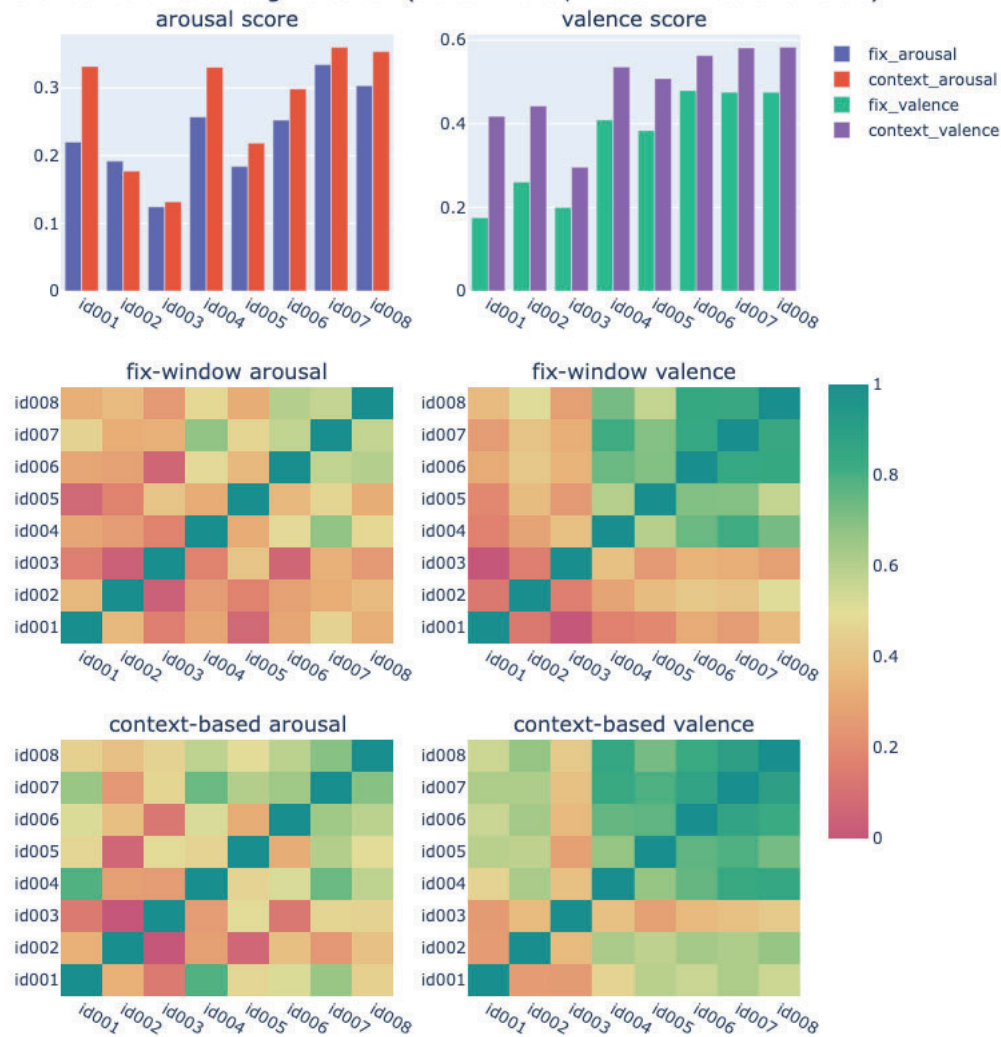 arousal score
valence score
0.3
0.2
0.1
0
id001
id002
id003
id004
id005
id006
id007
id008
0.6
0.4
0.2
0
id001
id002
id003
id004
id005
id006
id007
id008
fix_arousal
context_arousal
fix_valence
context_valence
fix-window arousal
id008
id007
id006
id005
id004
id003
id002
id001
id001
id002
id003
id004
id005
id006
id007
id008
fix-window valence
id008
id007
id006
id005
id004
id003
id002
id001
id001
id002
id003
id004
id005
id006
id007
id008
1
0.8
0.6
0.4
0.2
0
context-based arousal
id008
id007
id006
id005
id004
id003
id002
id001
id001
id002
id003
id004
id005
id006
id007
id008
context-based valence
id008
id007
id006
id005
id004
id003
id002
id001
id001
id002
id003
id004
id005
id006
id007
id008